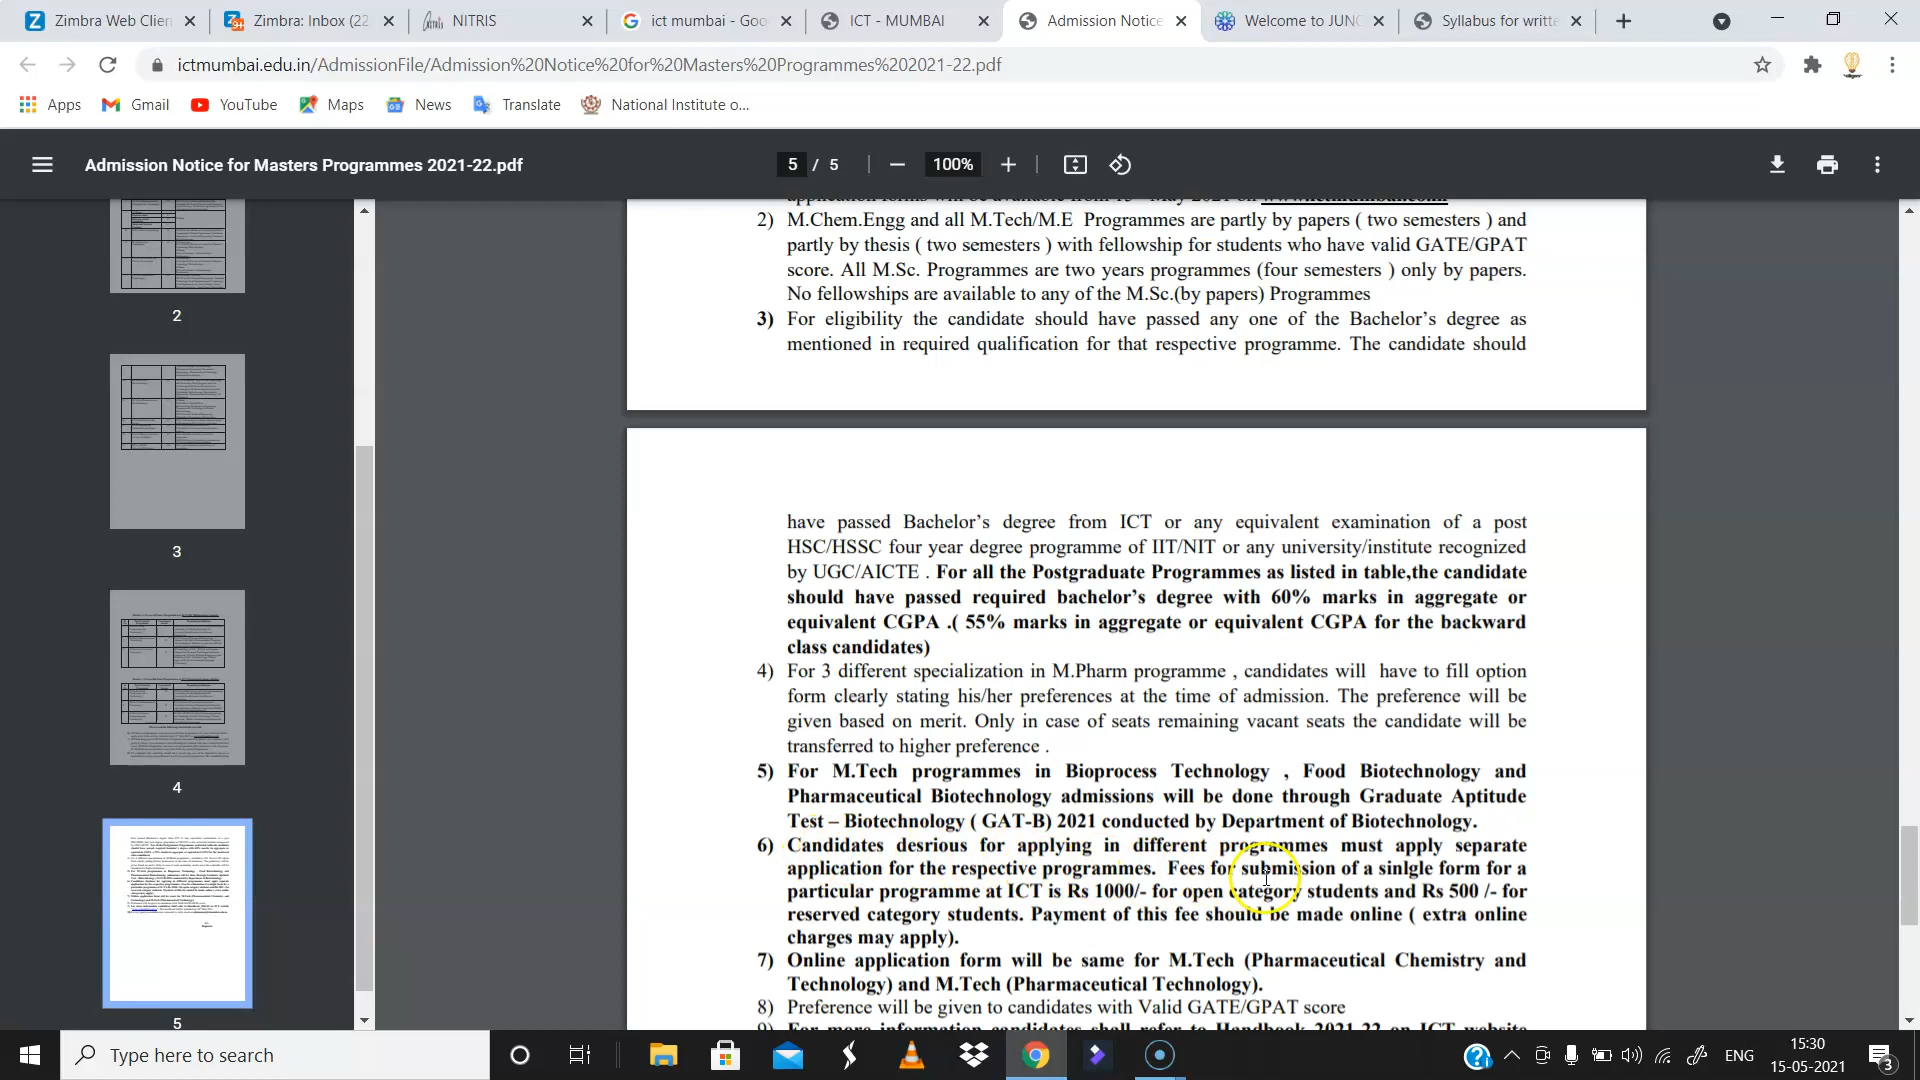 Zimbra Web Clien
Zimbra: Inbox (22
NITRIS
ict mumbai - Goo
ICT - MUMBAI
Admission Notice
Welcome to JUNO
Syllabus for writte
ictmumbai.edu.in/AdmissionFile/Admission%20Notice%20for%20Masters%20Programmes%202021-22.pdf
Apps
Gmail
YouTube
Maps
News
Translate
National Institute o...
Admission Notice for Masters Programmes 2021-22.pdf
5 / 5
100%
2
3
4
5
2) M.Chem.Engg and all M.Tech/M.E Programmes are partly by papers ( two semesters ) and
partly by thesis ( two semesters ) with fellowship for students who have valid GATE/GPAT
score. All M.Sc. Programmes are two years programmes (four semesters ) only by papers.
No fellowships are available to any of the M.Sc.(by papers) Programmes
3) For eligibility the candidate should have passed any one of the Bachelor's degree as
mentioned in required qualification for that respective programme. The candidate should
have passed Bachelor's degree from ICT or any equivalent examination of a post
HSC/HSSC four year degree programme of IIT/NIT or any university/institute recognized
by UGC/AICTE . For all the Postgraduate Programmes as listed in table,the candidate
should have passed required bachelor's degree with 60% marks in aggregate or
equivalent CGPA .( 55% marks in aggregate or equivalent CGPA for the backward
class candidates)
4) For 3 different specialization in M.Pharm programme , candidates will have to fill option
form clearly stating his/her preferences at the time of admission. The preference will be
given based on merit. Only in case of seats remaining vacant seats the candidate will be
transferred to higher preference .
5) For M.Tech programmes in Bioprocess Technology , Food Biotechnology and
Pharmaceutical Biotechnology admissions will be done through Graduate Aptitude
Test – Biotechnology ( GAT-B) 2021 conducted by Department of Biotechnology.
6) Candidates desrious for applying in different programmes must apply separate
application for the respective programmes. Fees for submission of a sinlgle form for a
particular programme at ICT is Rs 1000/- for open category students and Rs 500 /- for
reserved category students. Payment of this fee should be made online ( extra online
charges may apply).
7) Online application form will be same for M.Tech (Pharmaceutical Chemistry and
Technology) and M.Tech (Pharmaceutical Technology).
8) Preference will be given to candidates with Valid GATE/GPAT score
9) For more information candidates shall refer to Handbook 2021-22 on ICT website
Type here to search
ENG
15:30
15-05-2021
3